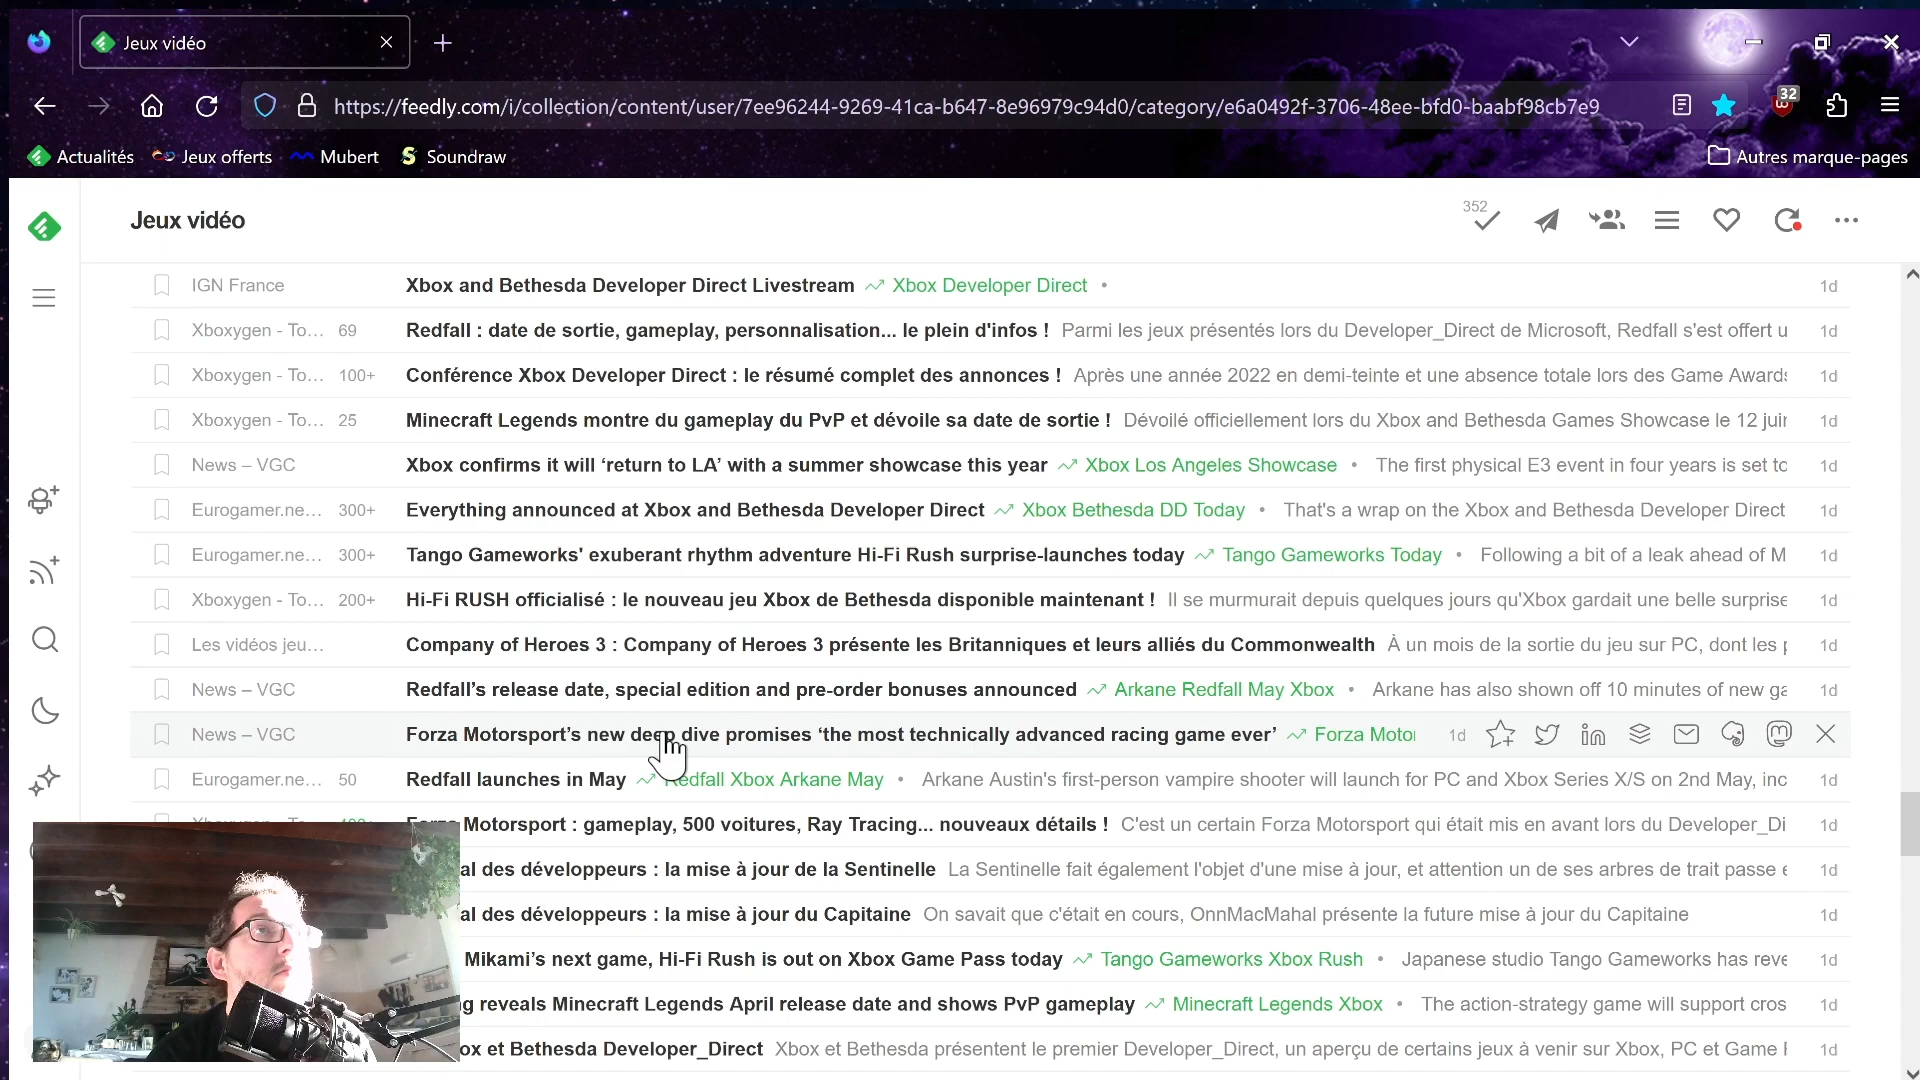 Jeux vidéo
https://feedly.com/i/collection/content/user/7ee96244-9269-41ca-b647-8e96979c94d0/category/e6a0492f-3706-48ee-bfd0-baabf98cb7e9 32
Actualités Jeux offerts Mubert Soundraw Autres marque-pages
Jeux vidéo 352
IGN France Xbox and Bethesda Developer Direct Livestream Xbox Developer Direct • 1d
Xboxygen - To... 69 Redfall : date de sortie, gameplay, personnalisation... le plein d'infos ! Parmi les jeux présentés lors du Developer_Direct de Microsoft, Redfall s'est offert u 1d
Xboxygen - To... 100+ Conférence Xbox Developer Direct : le résumé complet des annonces ! Après une année 2022 en demi-teinte et une absence totale lors des Game Awards 1d
Xboxygen - To... 25 Minecraft Legends montre du gameplay du PvP et dévoile sa date de sortie ! Dévoilé officiellement lors du Xbox and Bethesda Games Showcase le 12 juin 1d
News – VGC Xbox confirms it will ‘return to LA’ with a summer showcase this year Xbox Los Angeles Showcase • The first physical E3 event in four years is set to 1d
Eurogamer.ne... 300+ Everything announced at Xbox and Bethesda Developer Direct Xbox Bethesda DD Today • That's a wrap on the Xbox and Bethesda Developer Direct 1d
Eurogamer.ne... 300+ Tango Gameworks' exuberant rhythm adventure Hi-Fi Rush surprise-launches today Tango Gameworks Today • Following a bit of a leak ahead of M 1d
Xboxygen - To... 200+ Hi-Fi RUSH officialisé : le nouveau jeu Xbox de Bethesda disponible maintenant ! Il se murmurait depuis quelques jours qu'Xbox gardait une belle surprise 1d
Les vidéos jeu... Company of Heroes 3 : Company of Heroes 3 présente les Britanniques et leurs alliés du Commonwealth À un mois de la sortie du jeu sur PC, dont les 1d
News – VGC Redfall’s release date, special edition and pre-order bonuses announced Arkane Redfall May Xbox • Arkane has also shown off 10 minutes of new ga 1d
News – VGC Forza Motorsport’s new deep dive promises ‘the most technically advanced racing game ever’ Forza Moto 1d
Eurogamer.ne... 50 Redfall launches in May Redfall Xbox Arkane May • Arkane Austin's first-person vampire shooter will launch for PC and Xbox Series X/S on 2nd May, inc 1d
Forza Motorsport : gameplay, 500 voitures, Ray Tracing... nouveaux détails ! C'est un certain Forza Motorsport qui était mis en avant lors du Developer_Di 1d
al des développeurs : la mise à jour de la Sentinelle La Sentinelle fait également l'objet d'une mise à jour, et attention un de ses arbres de trait passe 1d
al des développeurs : la mise à jour du Capitaine On savait que c'était en cours, OnnMacMahal présente la future mise à jour du Capitaine 1d
Mikami’s next game, Hi-Fi Rush is out on Xbox Game Pass today Tango Gameworks Xbox Rush • Japanese studio Tango Gameworks has reve 1d
g reveals Minecraft Legends April release date and shows PvP gameplay Minecraft Legends Xbox • The action-strategy game will support cros 1d
ox et Bethesda Developer_Direct Xbox et Bethesda présentent le premier Developer_Direct, un aperçu de certains jeux à venir sur Xbox, PC et Game 1d